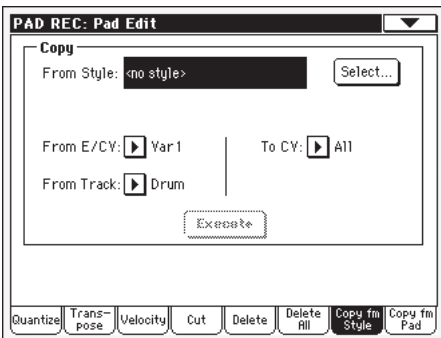 PAD REC: Pad Edit
Copy
From Style: <no style> Select...
From E/CV: Var1 To CV: All
From Track: Drum
Execute
Quantize Trans-pose Velocity Cut Delete Delete All Copy fm Style Copy fm Pad